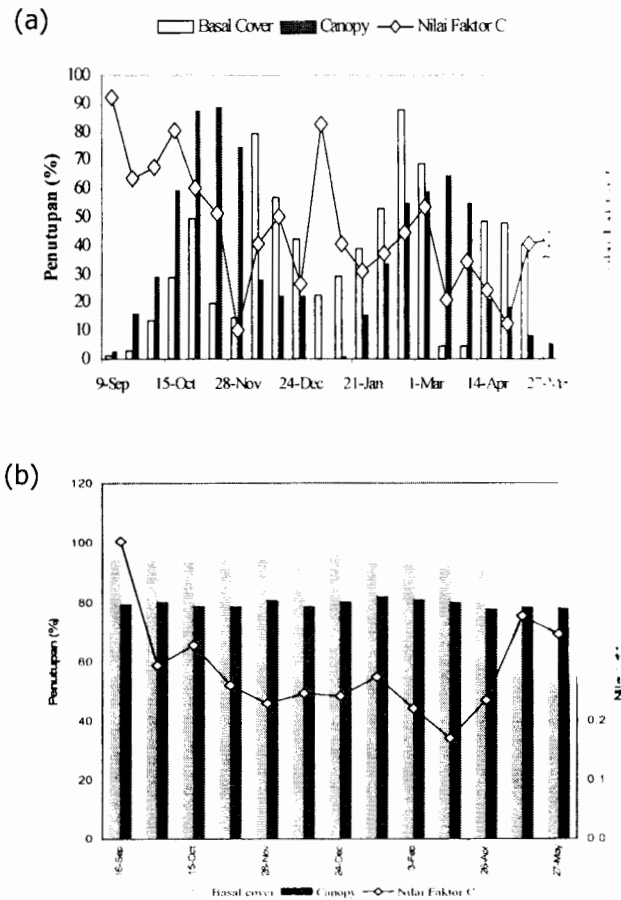 (a)
Basal Cover Canopy Nilai Faktor C
Penutupan (%)
100
90
80
70
60
50
40
30
20
10
0
9-Sep 15-Oct 28-Nov 24-Dec 21-Jan 1-Mar 14-Apr
(b)
Penutupan (%)
120
100
80
60
40
20
0
0.2
0.1
0.0
16-Sep 15-Oct 28-Nov 24-Dec 3-Feb 26-Apr 27-May
Basal cover Canopy Nilai Faktor C